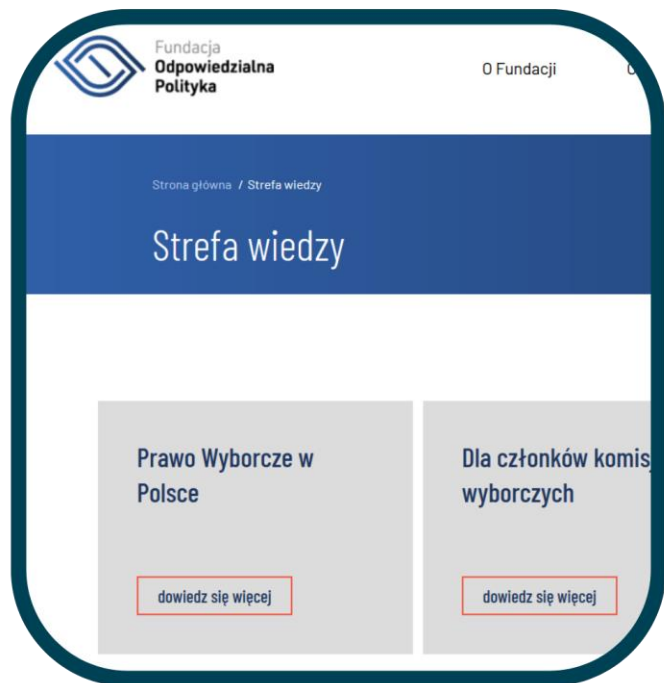 Fundacja
Odpowiedzialna
Polityka
O Fundacji
Strona główna / Strefa wiedzy
Strefa wiedzy
Prawo Wyborcze w
Polsce
dowiedz się więcej
Dla członków komis
wyborczych
dowiedz się więcej